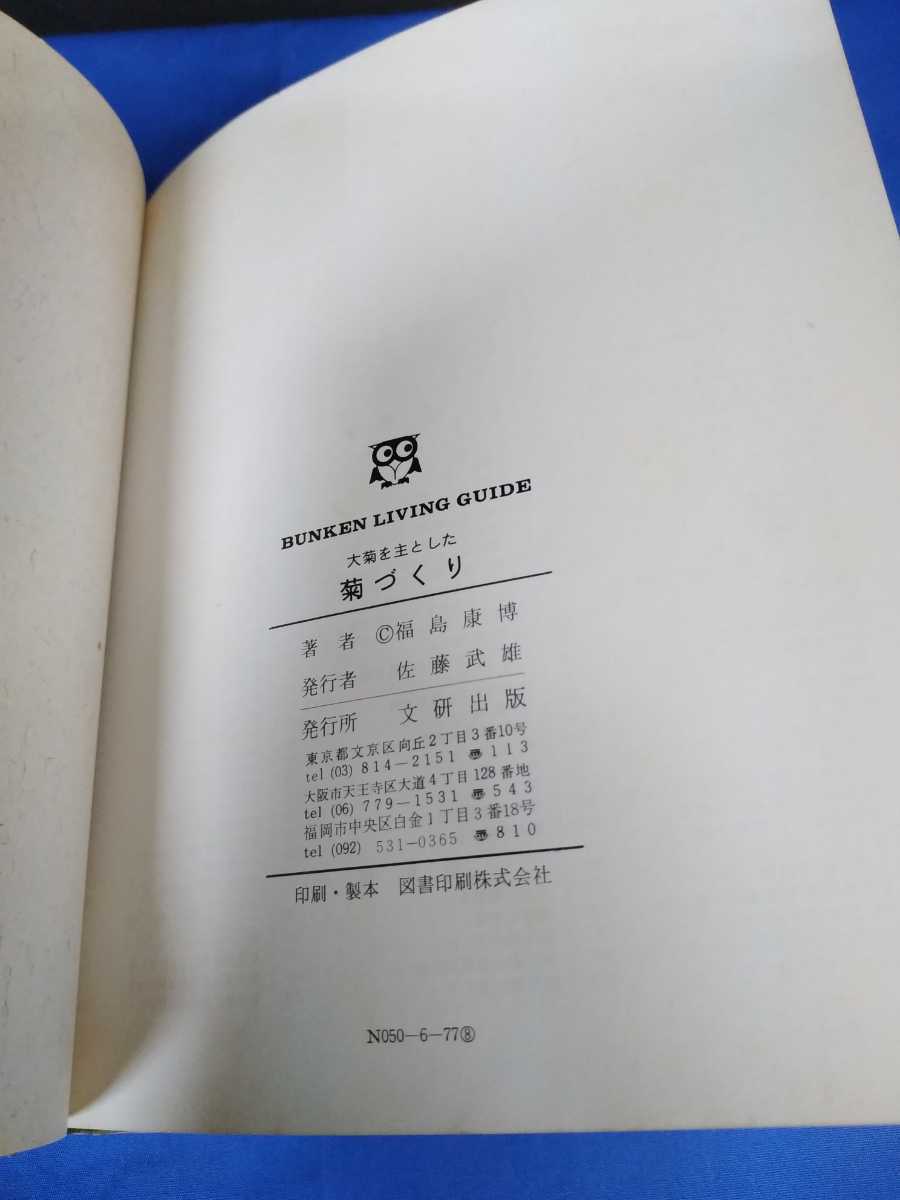 BUNKEN LIVING GUIDE
大菊を主とした
菊づくり
著者 ©福島康博
発行者 佐藤武雄
発行所 文研出版
東京都文京区向丘2丁目3番10号
tel (03) 814-2151 〠113
大阪市天王寺区大道4丁目128番地
tel (06) 779-1531 〠543
福岡市中央区白金1丁目3番18号
tel (092) 531-0365 〠810
印刷・製本 図書印刷株式会社
N050-6-77⑧